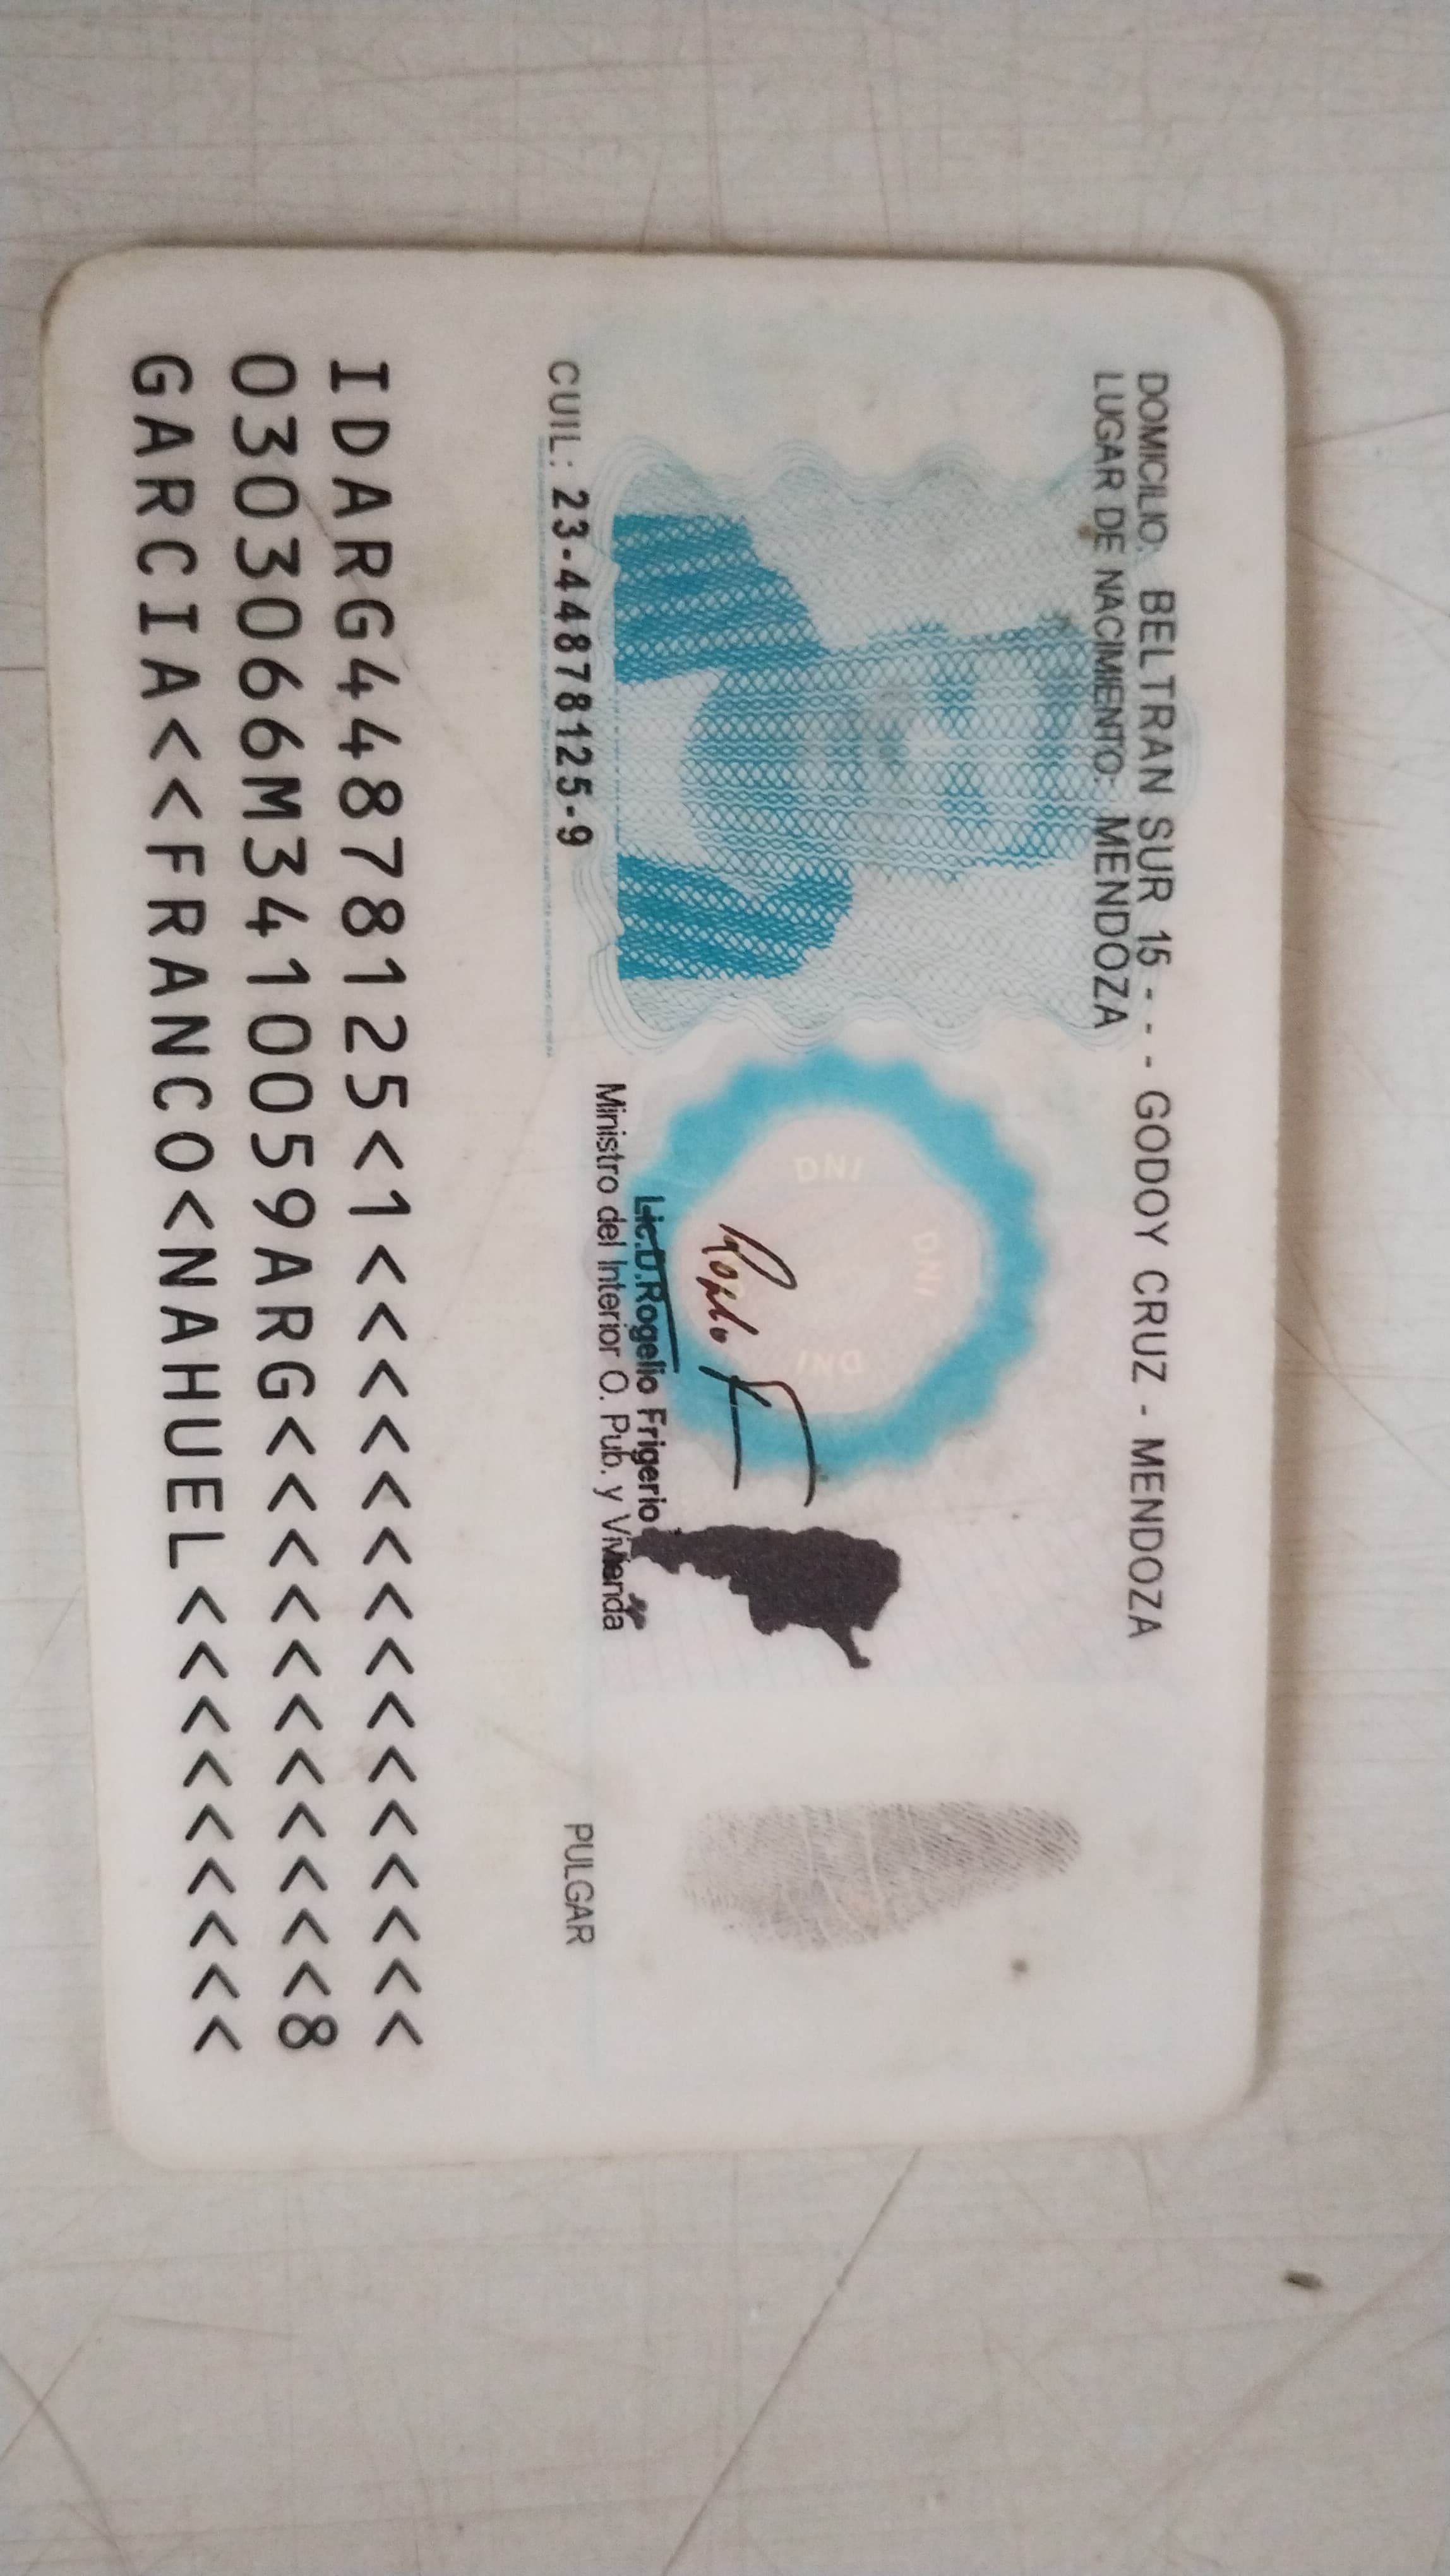 DOMICILIO: BELTRAN SUR 15 - - - GODOY CRUZ - MENDOZA
LUGAR DE NACIMIENTO: MENDOZA
DNI
DNI
DNI
Lic.D.Rogelio Frigerio
Ministro del Interior O. Pub. y Vivienda
CUIL: 23-44878125-9
PULGAR
IDARG44878125<1<<<<<<<<<<<<<<<
0303066M3410059ARG<<<<<<<<<<<8
GARCIA<<FRANCO<NAHUEL<<<<<<<<<